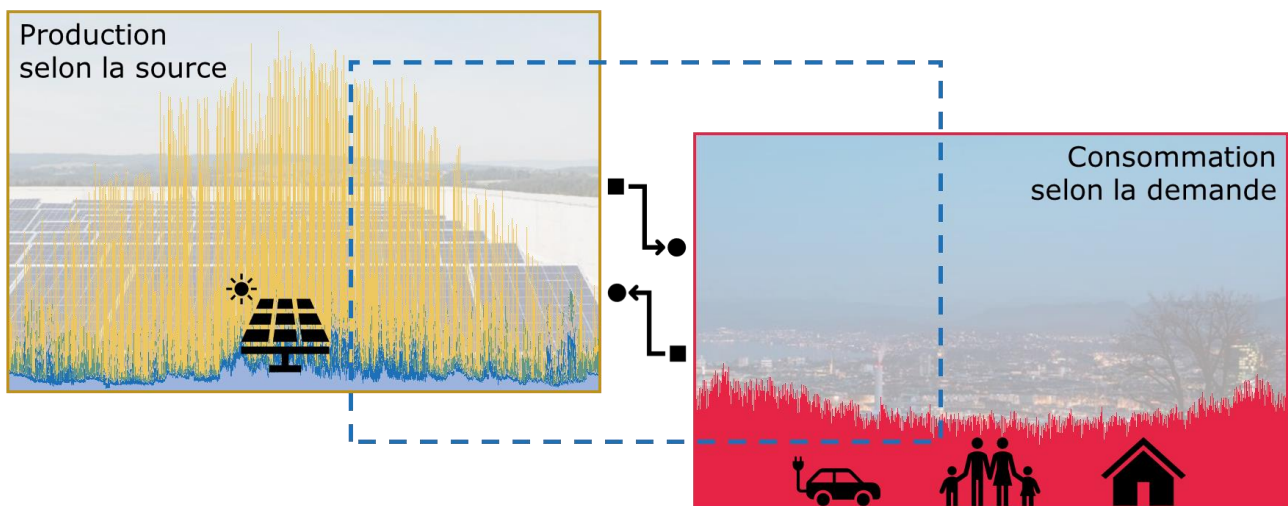 Production
selon la source
Consommation
selon la demande